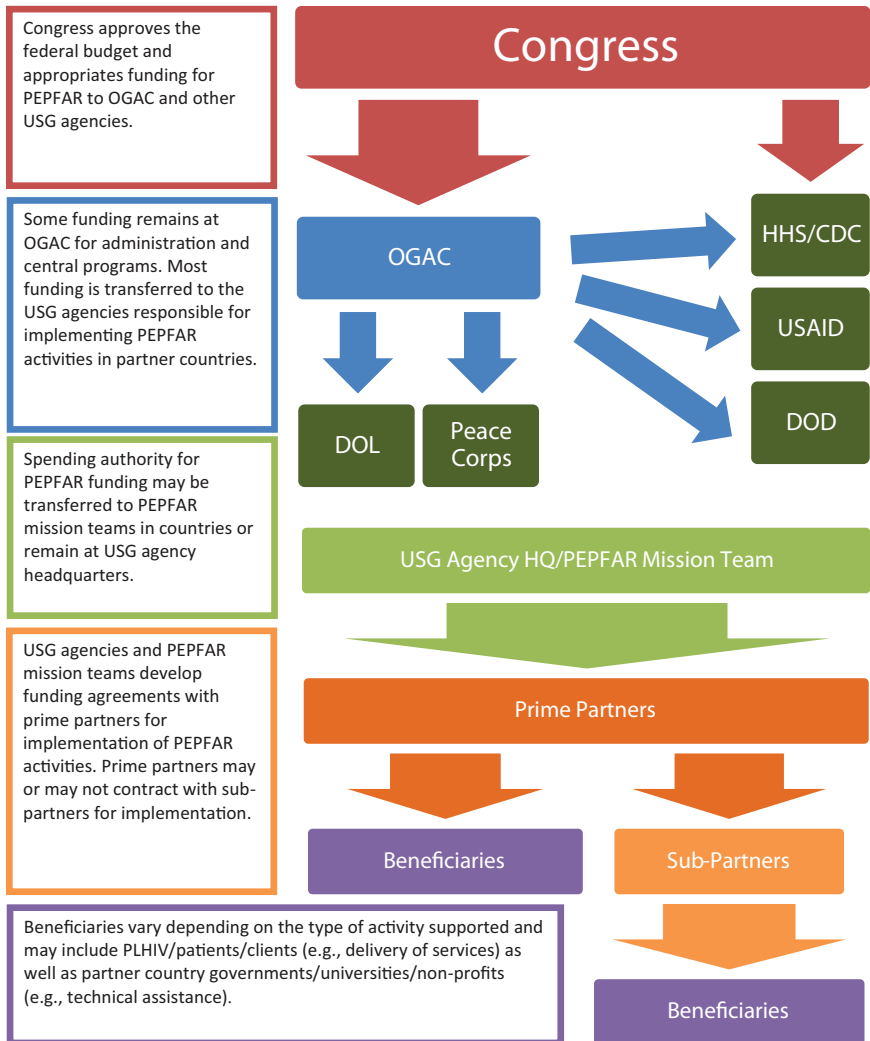 Congress approves the
federal budget and
appropriates funding for
PEPFAR to OGAC and other
USG agencies.
Congress
Some funding remains at
OGAC for administration and
central programs. Most
funding is transferred to the
USG agencies responsible for
implementing PEPFAR
activities in partner countries.
OGAC
HHS/CDC
USAID
DOD
DOL
Peace
Corps
Spending authority for
PEPFAR funding may be
transferred to PEPFAR
mission teams in countries or
remain at USG agency
headquarters.
USG Agency HQ/PEPFAR Mission Team
USG agencies and PEPFAR
mission teams develop
funding agreements with
prime partners for
implementation of PEPFAR
activities. Prime partners may
or may not contract with sub-
partners for implementation.
Prime Partners
Beneficiaries
Sub-Partners
Beneficiaries vary depending on the type of activity supported and
may include PLHIV/patients/clients (e.g., delivery of services) as
well as partner country governments/universities/non-profits
(e.g., technical assistance).
Beneficiaries